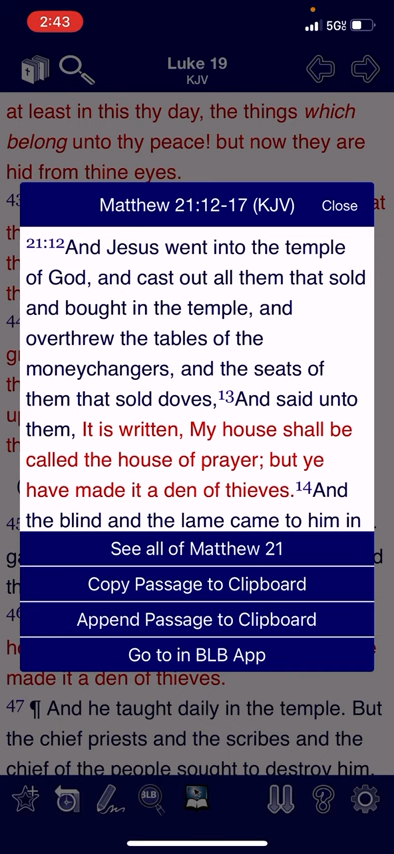 2:43
5G
Luke 19
KJV
at least in this thy day, the things which
belong unto thy peace! but now they are
hid from thine eyes.
43
at
th
Matthew 21:12-17 (KJV) Close
21:12And Jesus went into the temple
of God, and cast out all them that sold
and bought in the temple, and
overthrew the tables of the
moneychangers, and the seats of
them that sold doves,13And said unto
them, It is written, My house shall be
called the house of prayer; but ye
have made it a den of thieves.14And
the blind and the lame came to him in
See all of Matthew 21
Copy Passage to Clipboard
Append Passage to Clipboard
Go to in BLB App
made it a den of thieves.
47 ¶ And he taught daily in the temple. But
the chief priests and the scribes and the
chief of the people sought to destroy him,
BLB